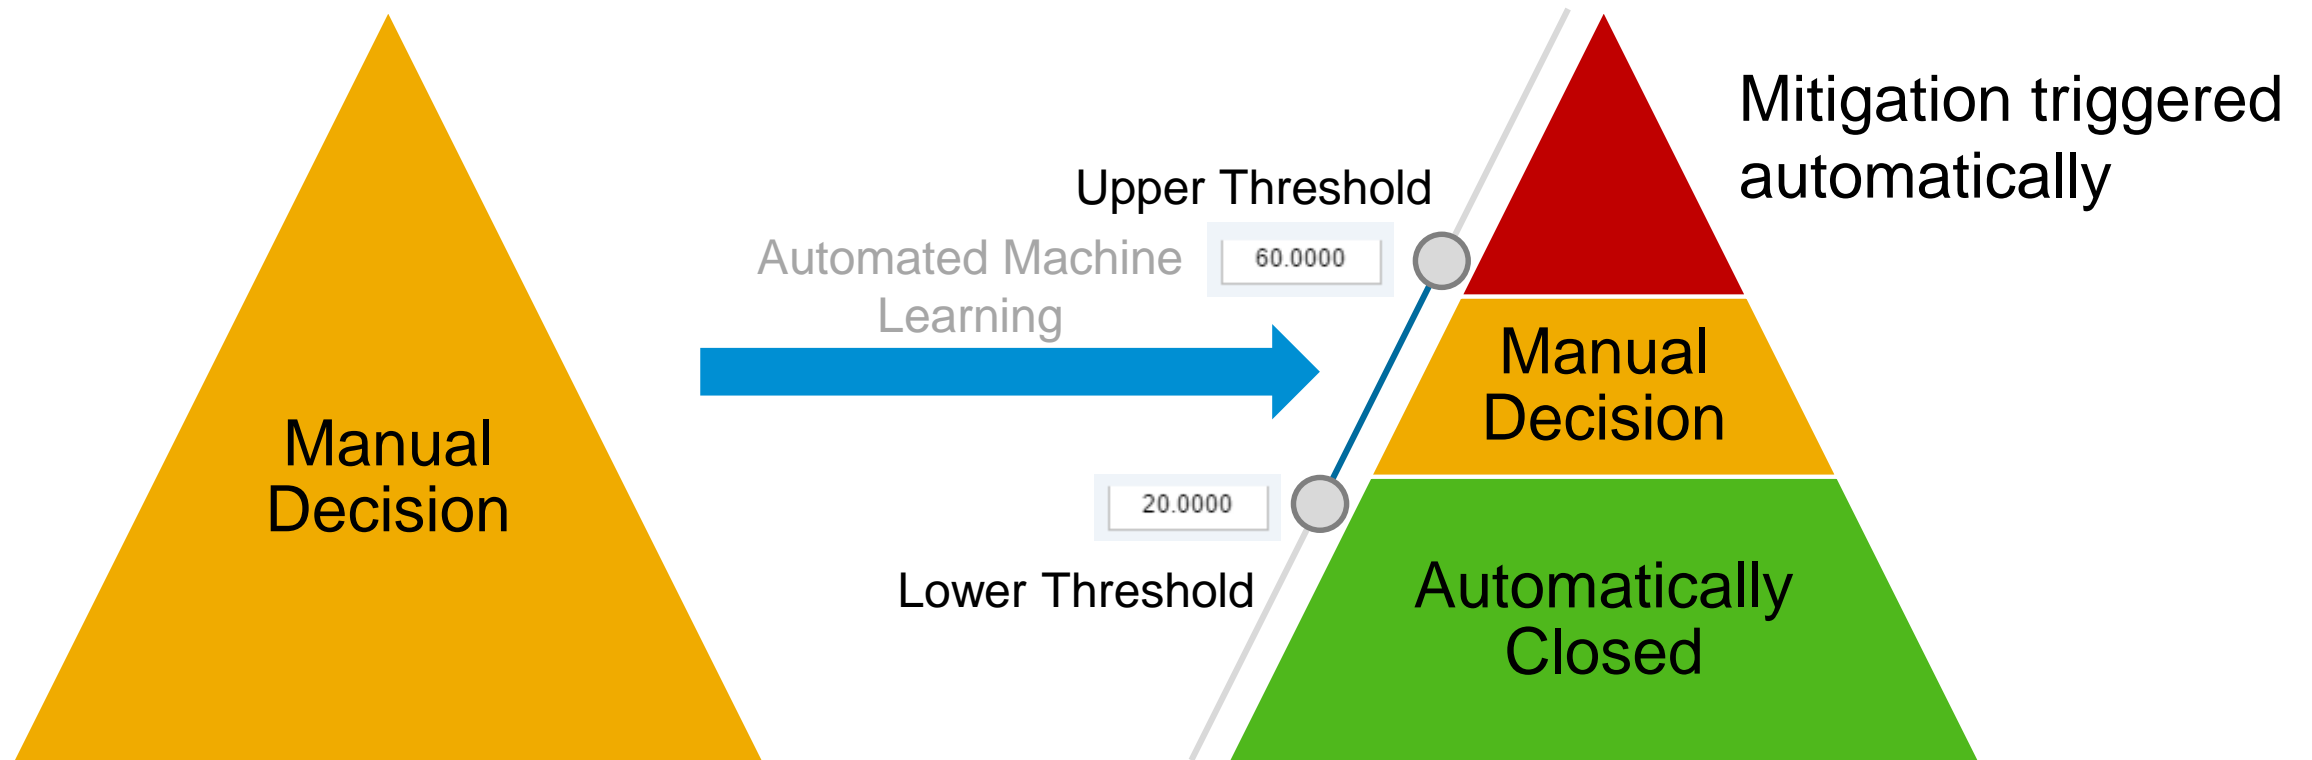 Manual
Decision
Automated Machine
Learning
Upper Threshold
60.0000
20.0000
Lower Threshold
Mitigation triggered
automatically
Manual
Decision
Automatically
Closed